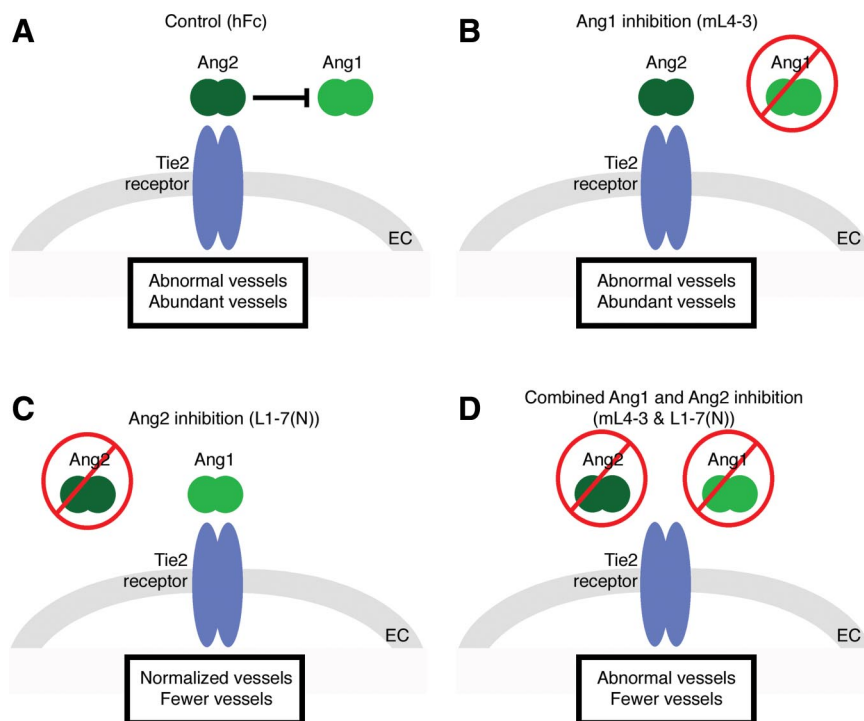 A
Control (hFc)
Ang2
Ang1
Tie2
receptor
EC
Abnormal vessels
Abundant vessels
B
Ang1 inhibition (mL4-3)
Ang2
Ang1
Tie2
receptor
EC
Abnormal vessels
Abundant vessels
C
Ang2 inhibition (L1-7(N))
Ang2
Ang1
Tie2
receptor
EC
Normalized vessels
Fewer vessels
D
Combined Ang1 and Ang2 inhibition
(mL4-3 & L1-7(N))
Ang2
Ang1
Tie2
receptor
EC
Abnormal vessels
Fewer vessels